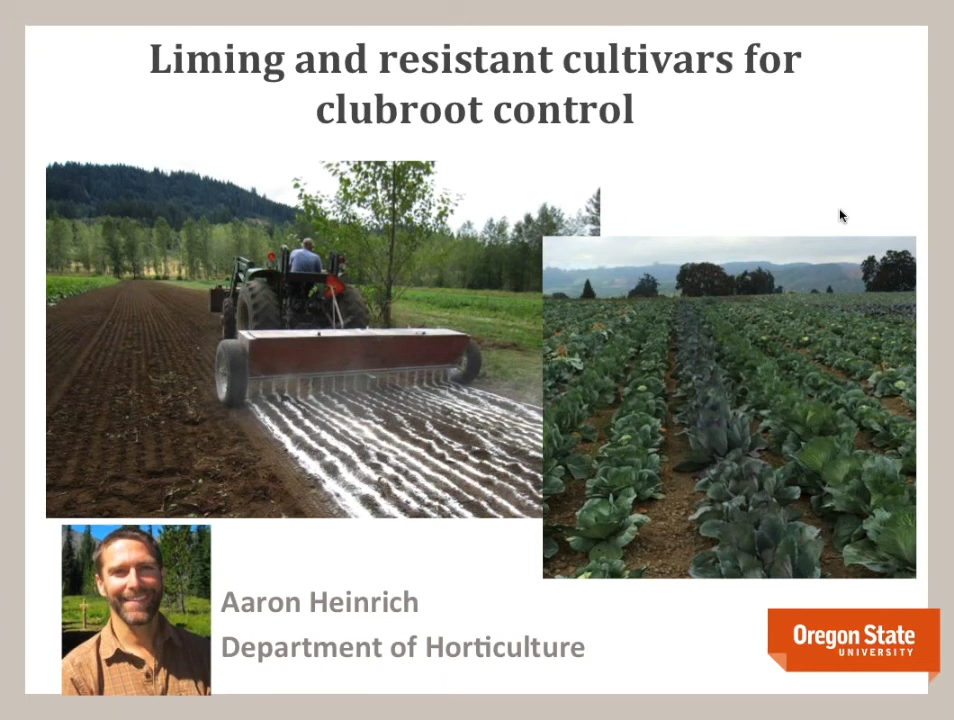 Liming and resistant cultivars for
clubroot control
Aaron Heinrich
Department of Horticulture
Oregon State
UNIVERSITY